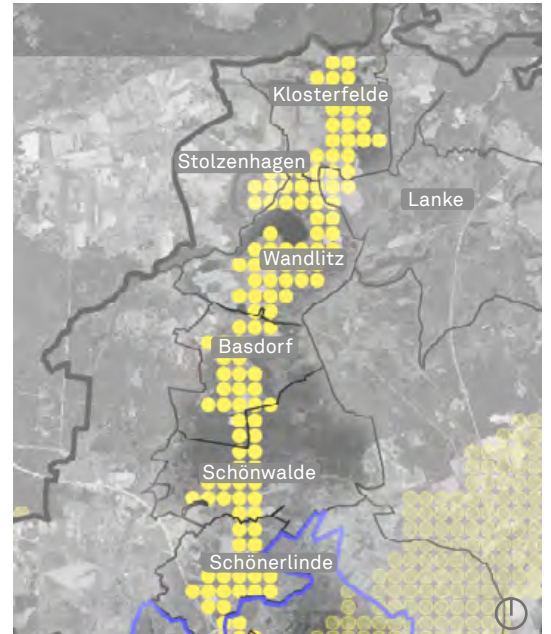 Klosterfelde
Stolzenhagen
Lanke
Wandlitz
Basdorf
Schönwalde
Schönerlinde